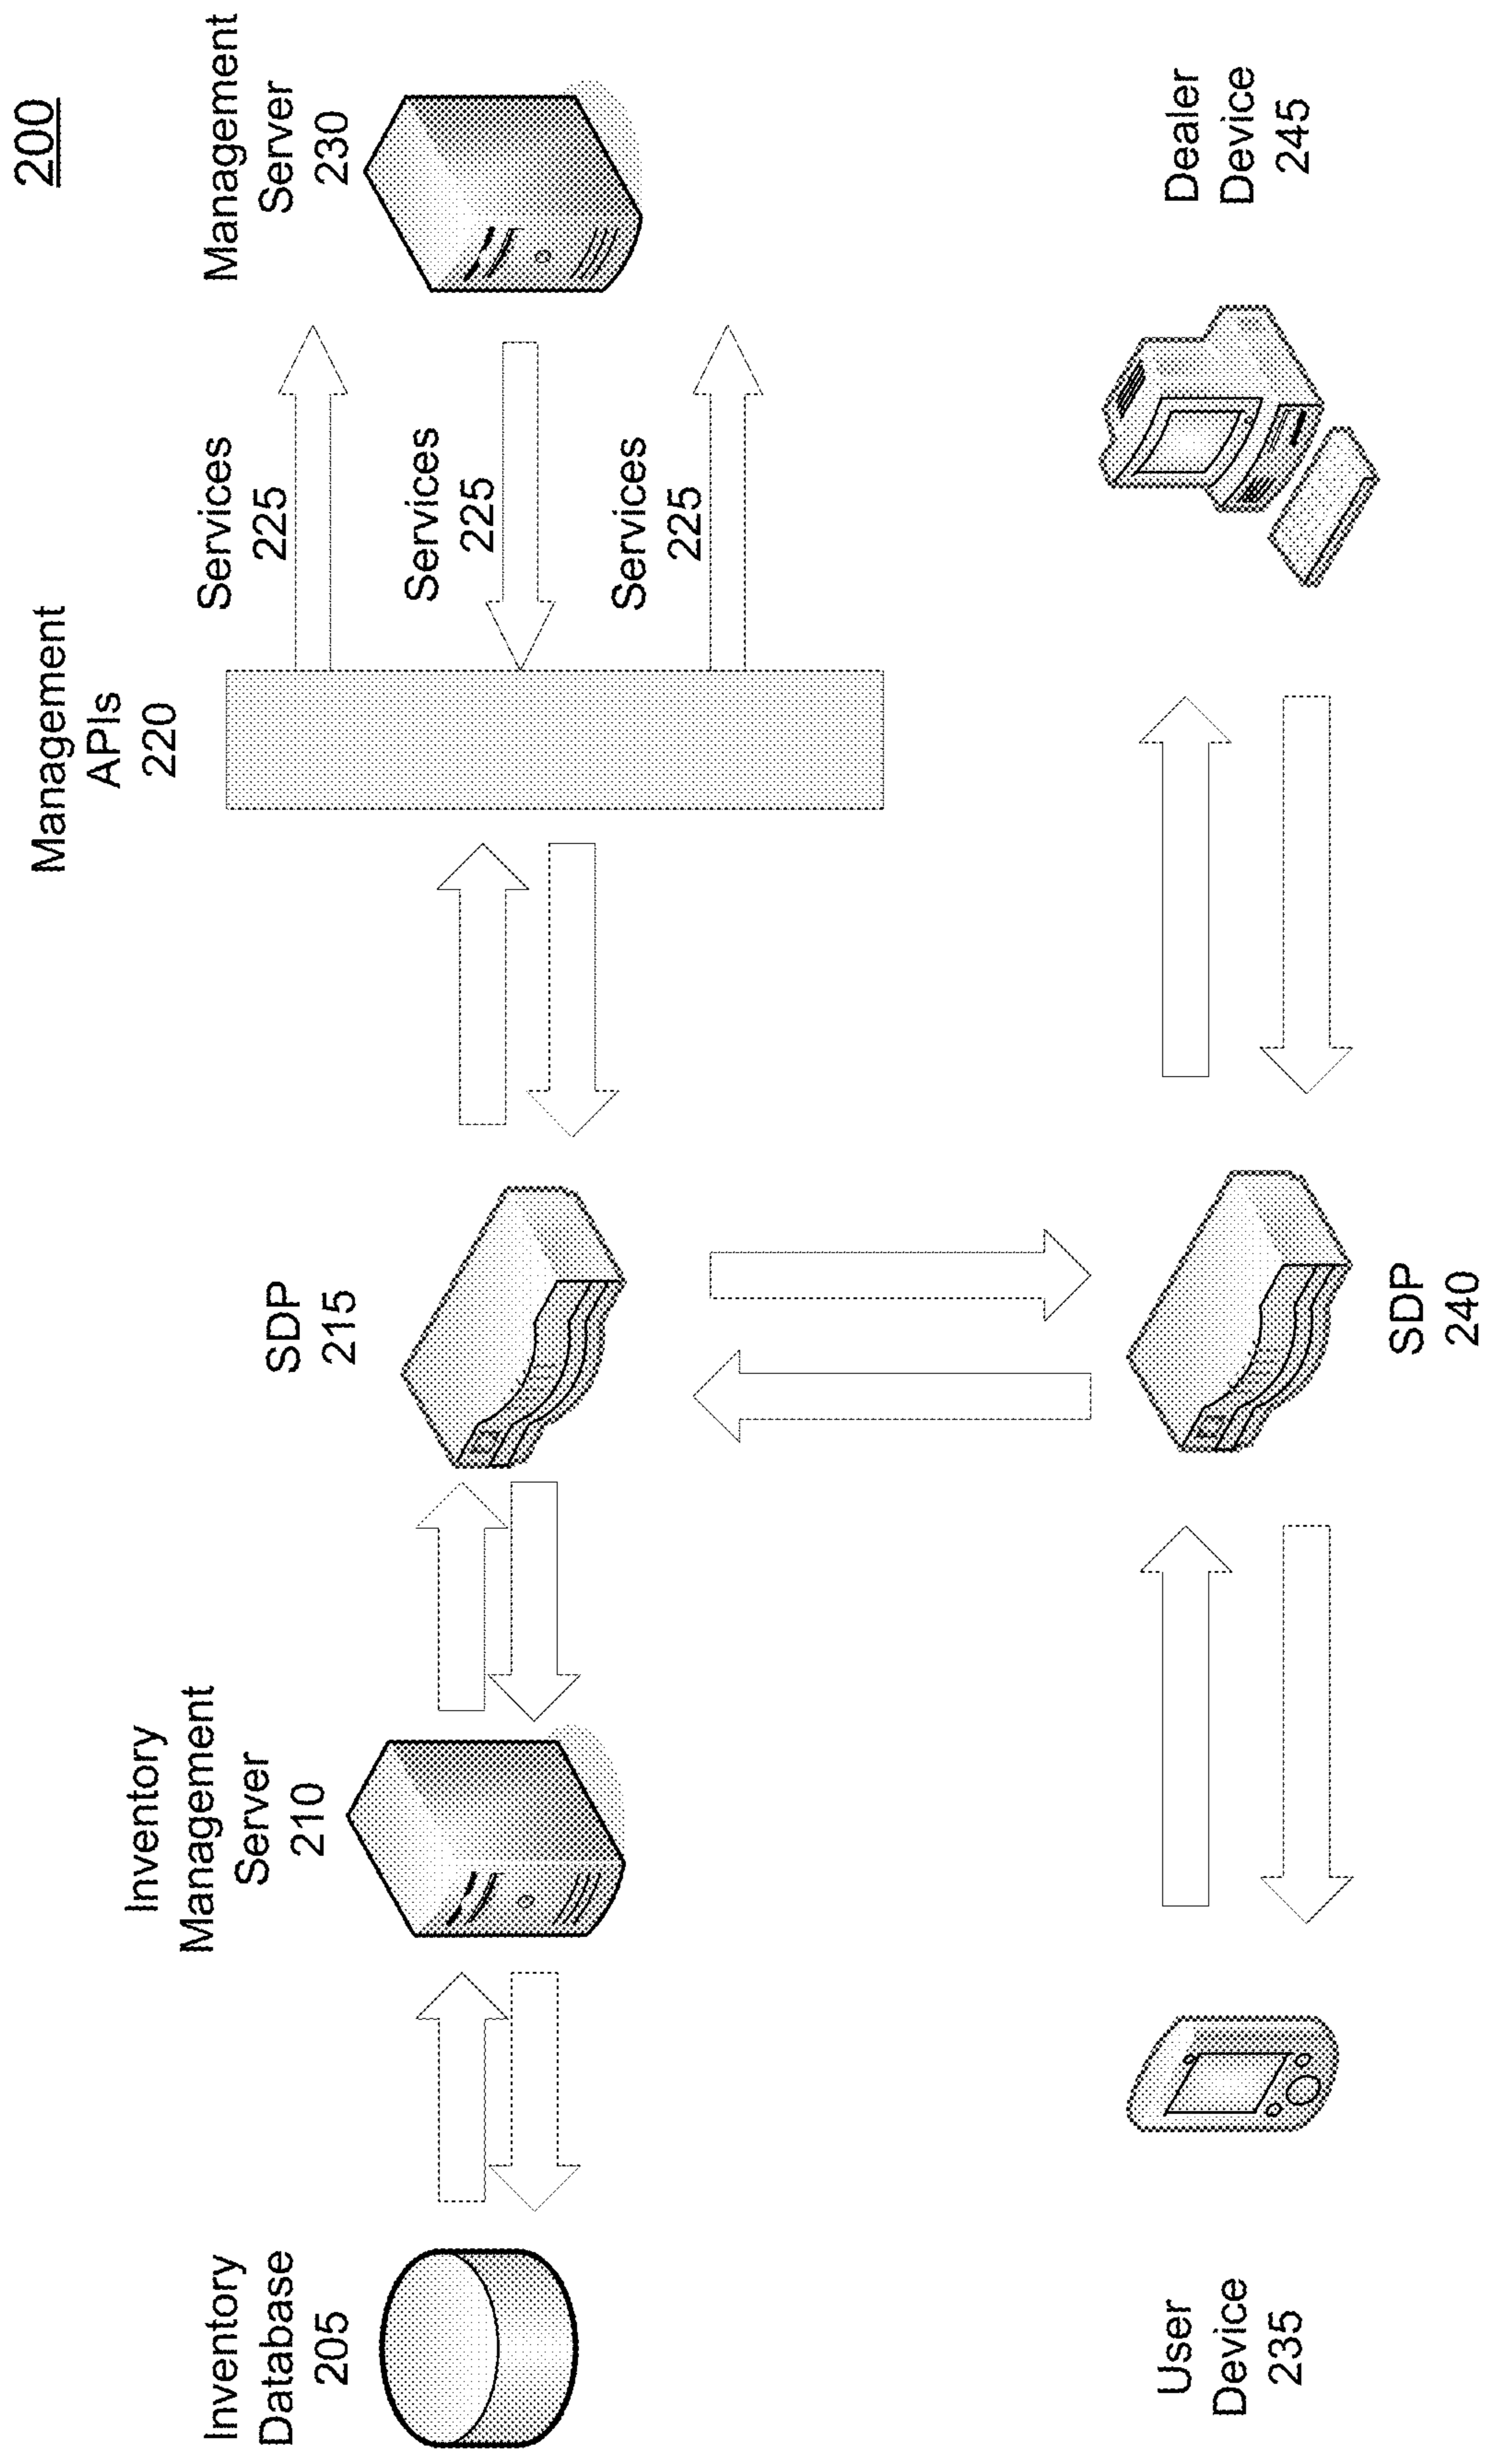 200
Inventory
Database
205
Inventory
Management
Server
210
SDP
215
Management
APIs
220
Services
225
Services
225
Services
225
Management
Server
230
User
Device
235
SDP
240
Dealer
Device
245